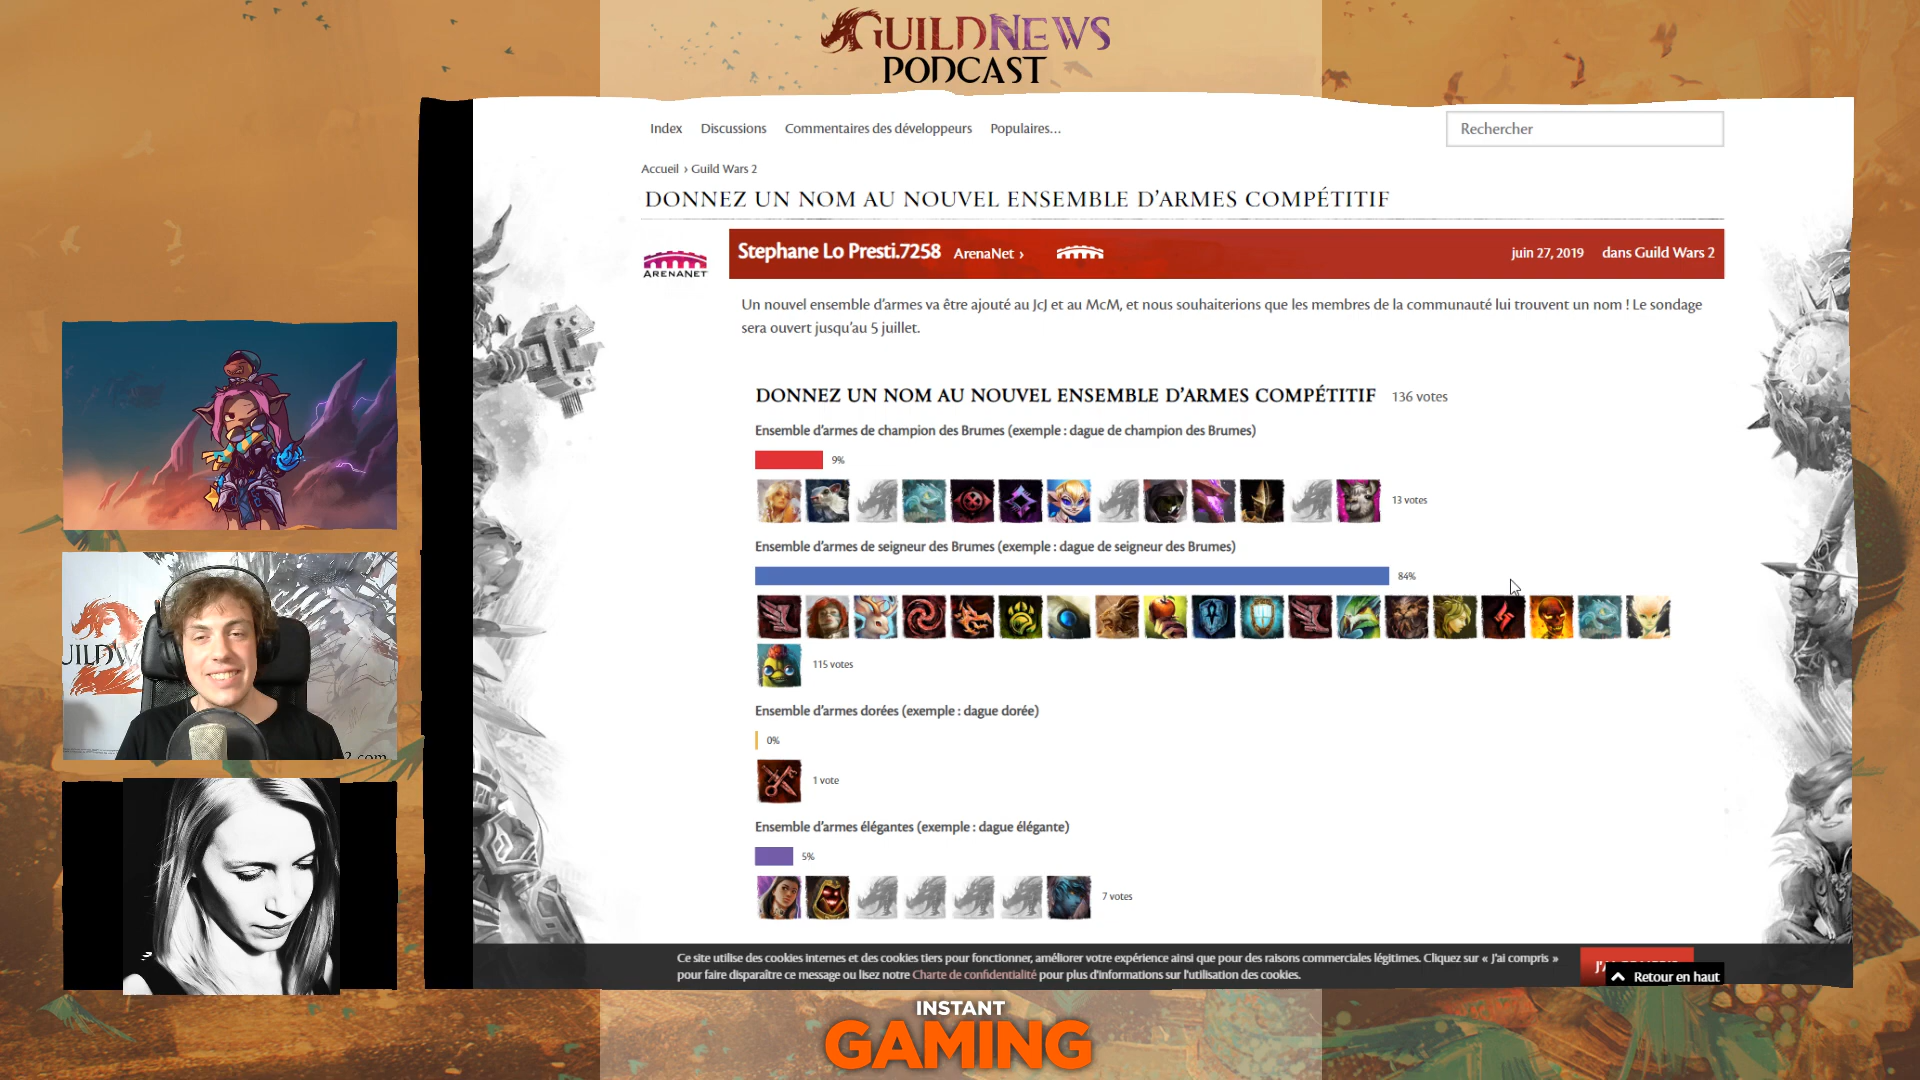 GUILDNEWS
PODCAST
Index Discussions Commentaires des développeurs Populaires...
Rechercher
Accueil › Guild Wars 2
DONNEZ UN NOM AU NOUVEL ENSEMBLE D'ARMES COMPÉTITIF
ARENANET
Stephane Lo Presti.7258 ArenaNet ›
juin 27, 2019 dans Guild Wars 2
Un nouvel ensemble d'armes va être ajouté au JcJ et au McM, et nous souhaiterions que les membres de la communauté lui trouvent un nom ! Le sondage
sera ouvert jusqu'au 5 juillet.
DONNEZ UN NOM AU NOUVEL ENSEMBLE D'ARMES COMPÉTITIF 136 votes
Ensemble d'armes de champion des Brumes (exemple : dague de champion des Brumes)
9%
13 votes
Ensemble d'armes de seigneur des Brumes (exemple : dague de seigneur des Brumes)
84%
115 votes
Ensemble d'armes dorées (exemple : dague dorée)
0%
1 vote
Ensemble d'armes élégantes (exemple : dague élégante)
5%
7 votes
Ce site utilise des cookies internes et des cookies tiers pour fonctionner, améliorer votre expérience ainsi que pour des raisons commerciales légitimes. Cliquez sur « J'ai compris »
pour faire disparaître ce message ou lisez notre Charte de confidentialité pour plus d'informations sur l'utilisation des cookies.
Retour en haut
2.com
INSTANT
GAMING